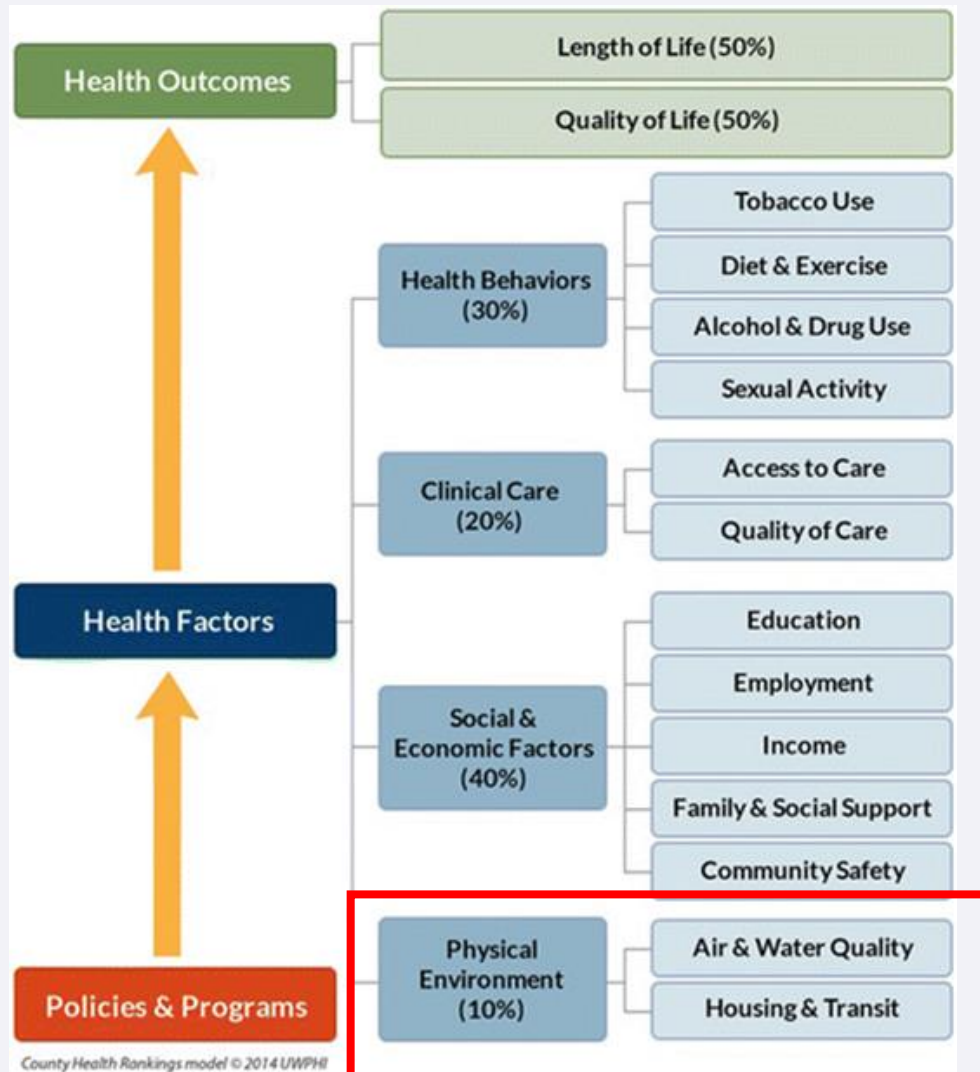 Health Outcomes
Length of Life (50%)
Quality of Life (50%)
Health Behaviors
(30%)
Tobacco Use
Diet & Exercise
Alcohol & Drug Use
Sexual Activity
Clinical Care
(20%)
Access to Care
Quality of Care
Health Factors
Social &
Economic Factors
(40%)
Education
Employment
Income
Family & Social Support
Community Safety
Physical
Environment
(10%)
Air & Water Quality
Housing & Transit
Policies & Programs
County Health Rankings model © 2014 UWPHI